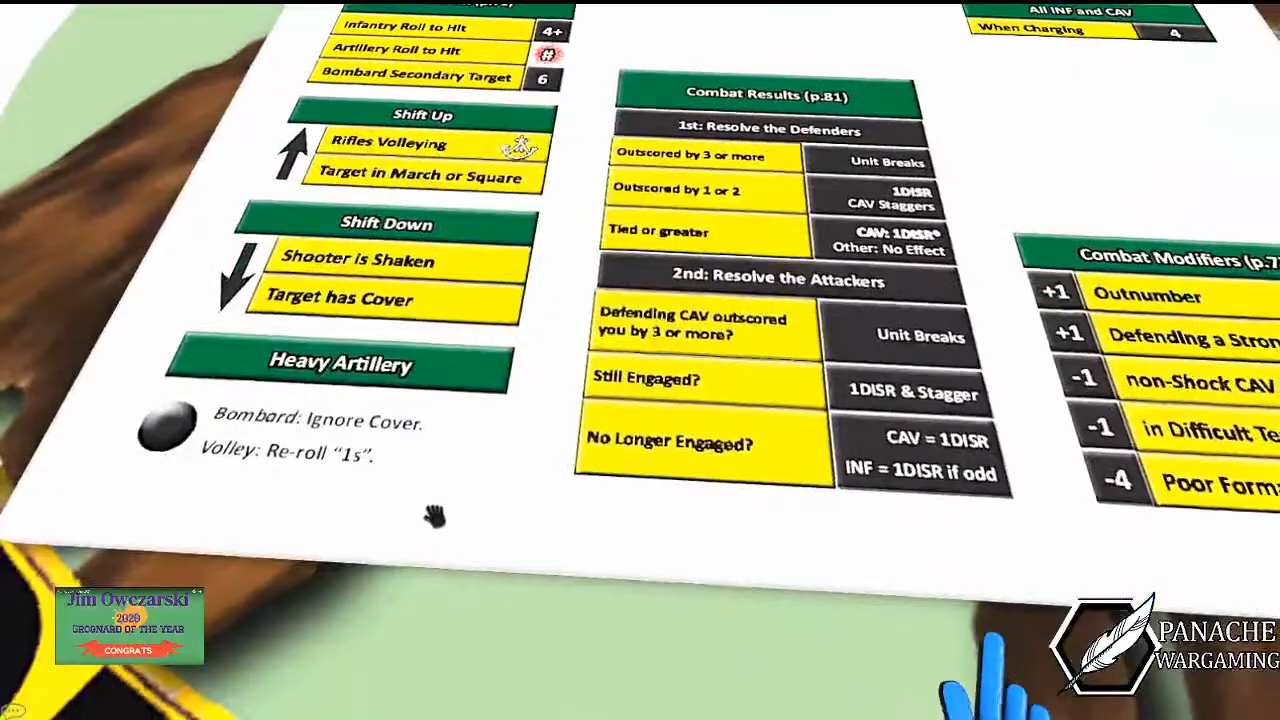 Infantry Roll to Hit 4+
Artillery Roll to Hit #
Bombard Secondary Target 6
Shift Up
Rifles Volleying
Target in March or Square
Shift Down
Shooter is Shaken
Target has Cover
Heavy Artillery
Bombard: Ignore Cover.
Volley: Re-roll “1s”.
Combat Results (p.81)
1st: Resolve the Defenders
Outscored by 3 or more Unit Breaks
Outscored by 1 or 2 1DISR
CAV Staggers
Tied or greater CAV: 1DISR*
Other: No Effect
2nd: Resolve the Attackers
Defending CAV outscored
you by 3 or more? Unit Breaks
Still Engaged? 1DISR & Stagger
No Longer Engaged? CAV = 1DISR
INF = 1DISR if odd
All INF and CAV
When Charging 4
Combat Modifiers (p.7
+1 Outnumber
+1 Defending a Stron
-1 non-Shock CAV
-1 in Difficult Te
-4 Poor Form
Jim Owczarski
2020
GROGNARD OF THE YEAR
CONGRATS
PANACHE
WARGAMING